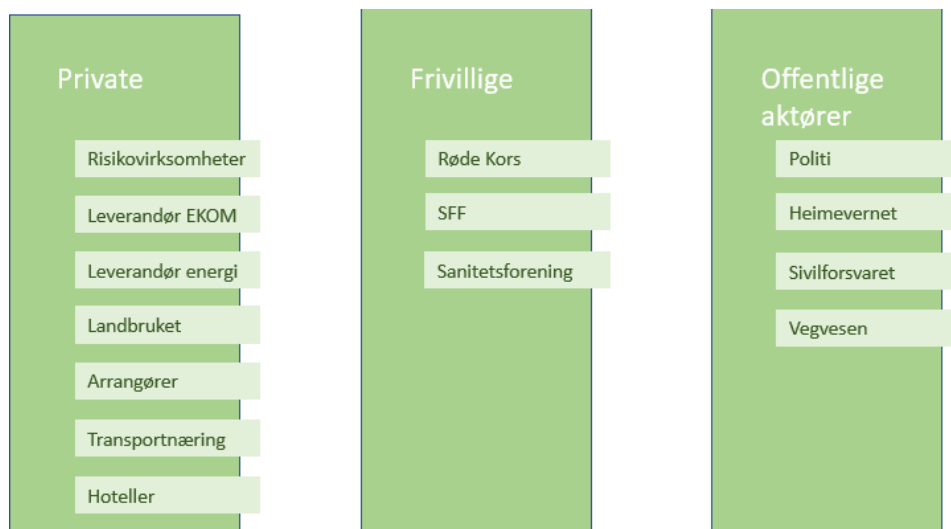 Private
Risikovirksomheter
Leverandør EKOM
Leverandør energi
Landbruket
Arrangører
Transportnæring
Hoteller
Frivillige
Røde Kors
SFF
Sanitetsforening
Offentlige
aktører
Politi
Heimevernet
Sivilforsvaret
Vegvesen